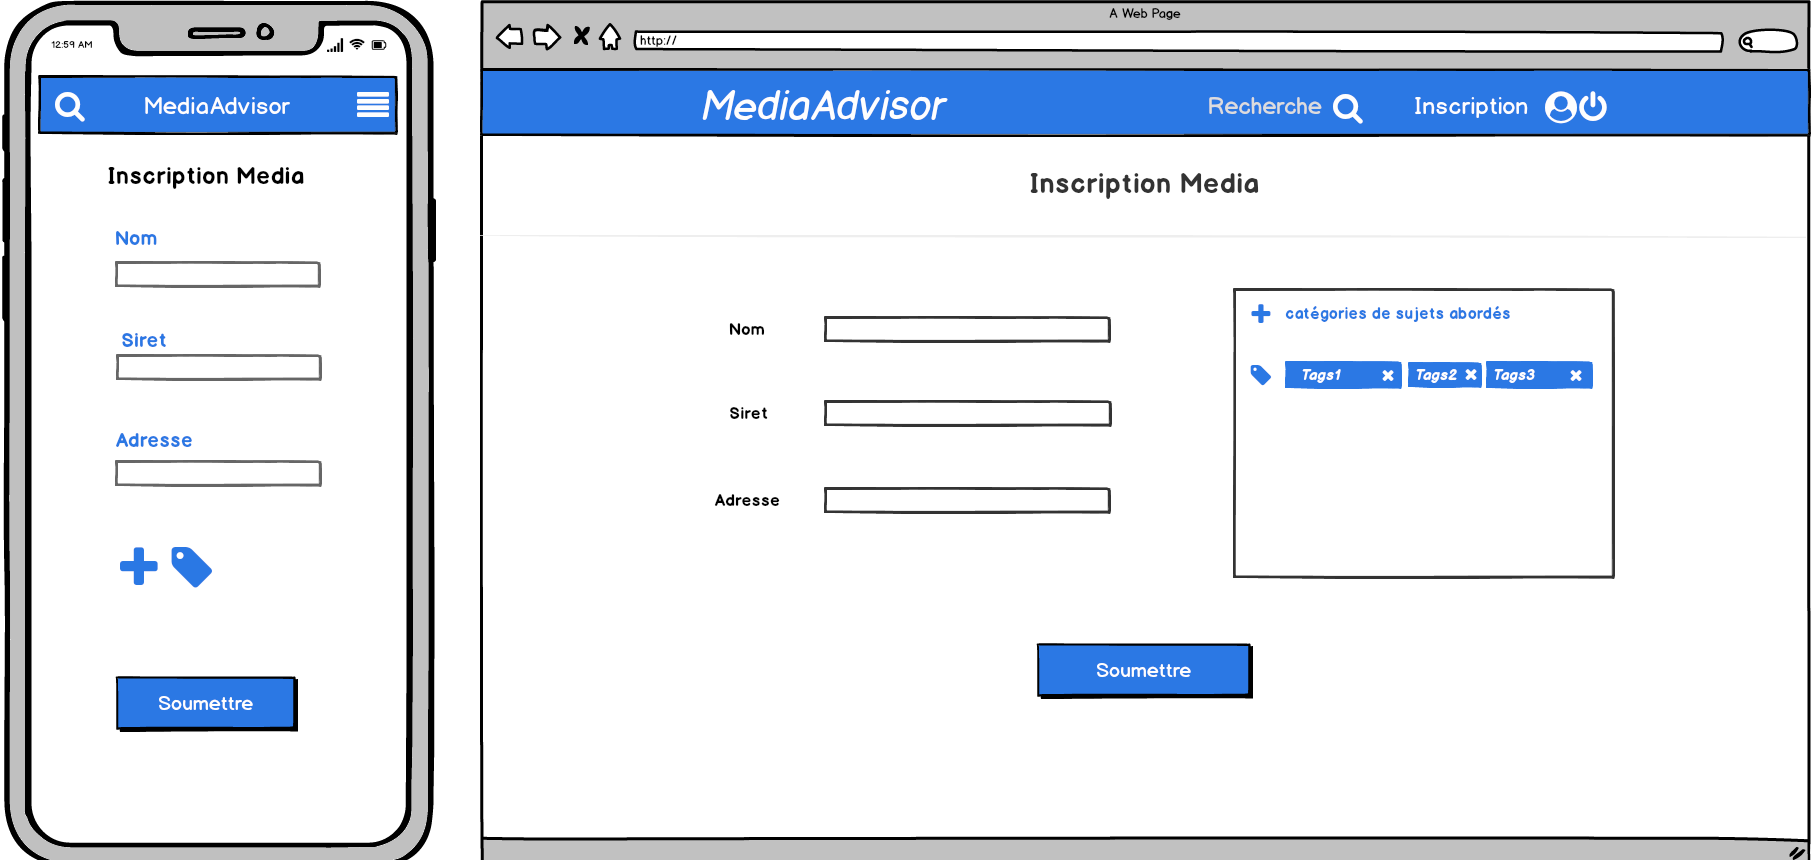 12:59 AM
MediaAdvisor
Inscription Media
Nom
Siret
Adresse
Soumettre
A Web Page
http://
MediaAdvisor Recherche Inscription
Inscription Media
Nom
Siret
Adresse
catégories de sujets abordés
Tags1 Tags2 Tags3
Soumettre